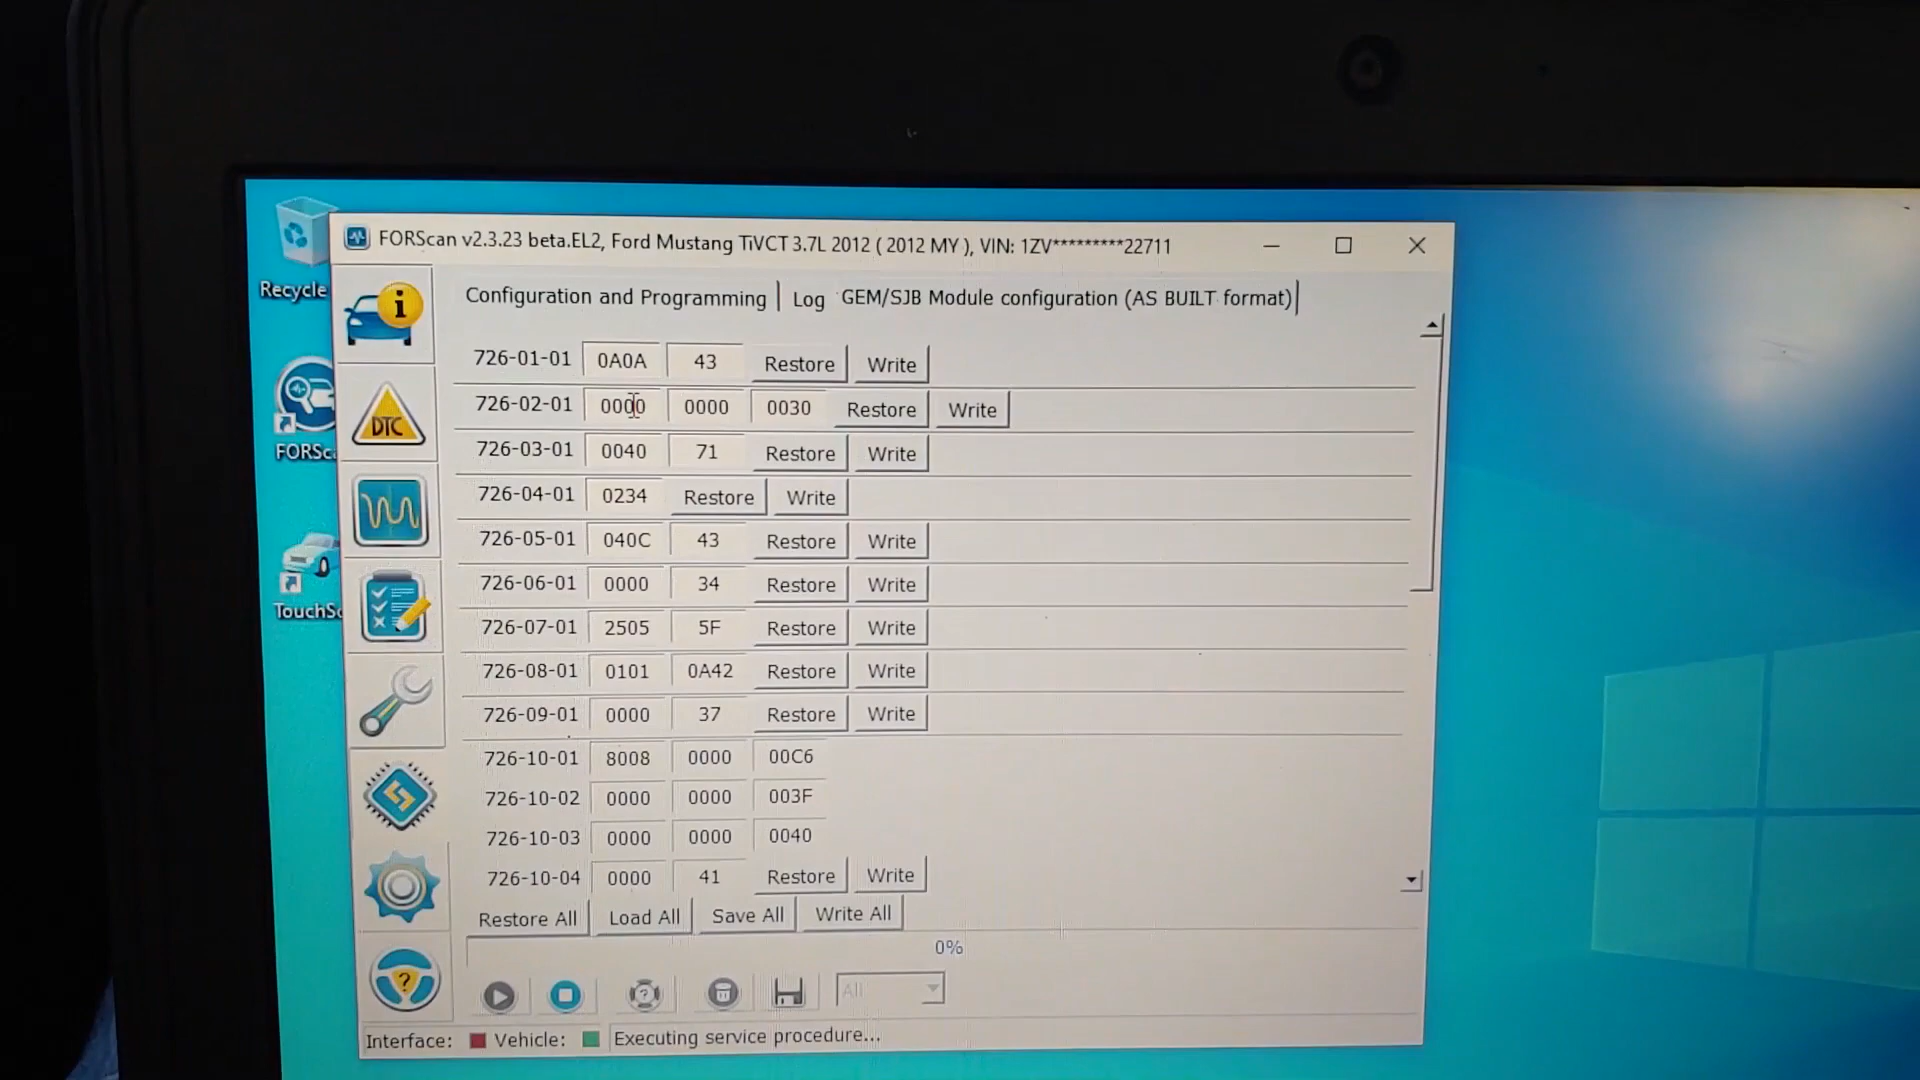 Recycle
FORSc
TouchSc
FORScan v2.3.23 beta.EL2, Ford Mustang TiVCT 3.7L 2012 ( 2012 MY ), VIN: 1ZV*********22711
Configuration and Programming Log GEM/SJB Module configuration (AS BUILT format)
i
DTC
?
726-01-01 0A0A 43 Restore Write
726-02-01 0000 0000 0030 Restore Write
726-03-01 0040 71 Restore Write
726-04-01 0234 Restore Write
726-05-01 040C 43 Restore Write
726-06-01 0000 34 Restore Write
726-07-01 2505 5F Restore Write
726-08-01 0101 0A42 Restore Write
726-09-01 0000 37 Restore Write
726-10-01 8008 0000 00C6
726-10-02 0000 0000 003F
726-10-03 0000 0000 0040
726-10-04 0000 41 Restore Write
Restore All Load All Save All Write All
0%
? All
Interface: Vehicle: Executing service procedure...